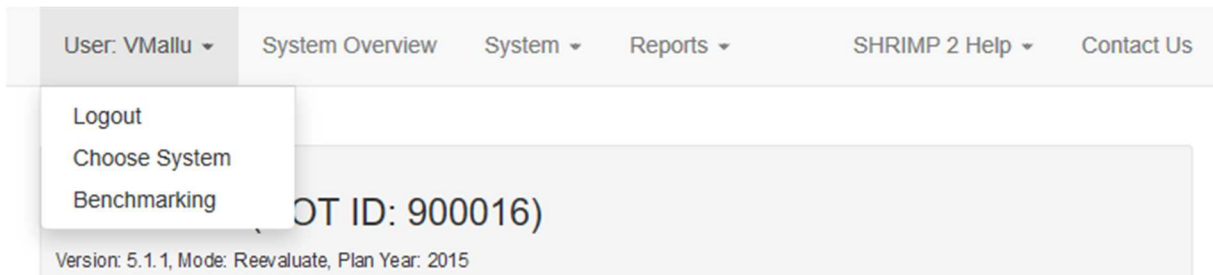 User: VMallu System Overview System Reports SHRIMP 2 Help Contact Us
Logout
Choose System
Benchmarking
OT ID: 900016)
Version: 5.1.1, Mode: Reevaluate, Plan Year: 2015